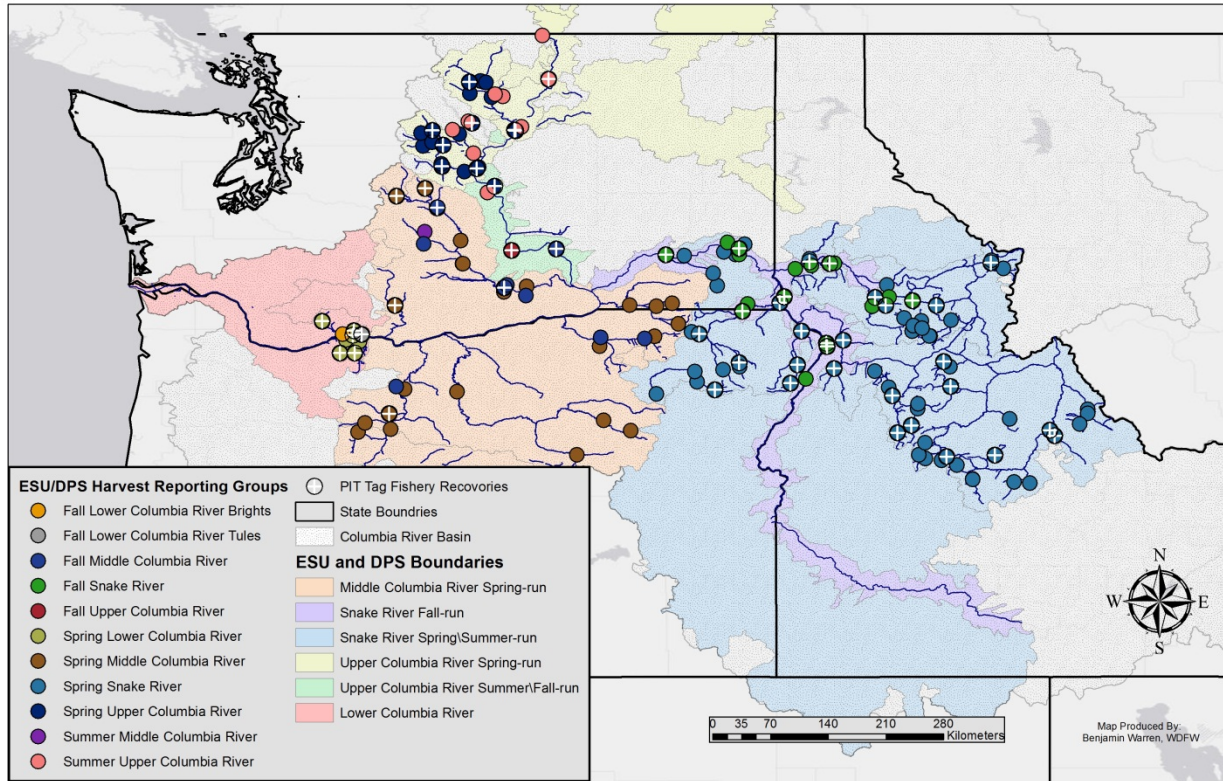 ESU/DPS Harvest Reporting Groups
Fall Lower Columbia River Brights
Fall Lower Columbia River Tules
Fall Middle Columbia River
Fall Snake River
Fall Upper Columbia River
Spring Lower Columbia River
Spring Middle Columbia River
Spring Snake River
Spring Upper Columbia River
Summer Middle Columbia River
Summer Upper Columbia River
PIT Tag Fishery Recovories
State Boundries
Columbia River Basin
ESU and DPS Boundaries
Middle Columbia River Spring-run
Snake River Fall-run
Snake River Spring\Summer-run
Upper Columbia River Spring-run
Upper Columbia River Summer\Fall-run
Lower Columbia River
N
W E
S
0 35 70 140 210 280
Kilometers
Map Produced By:
Benjamin Warren, WDFW